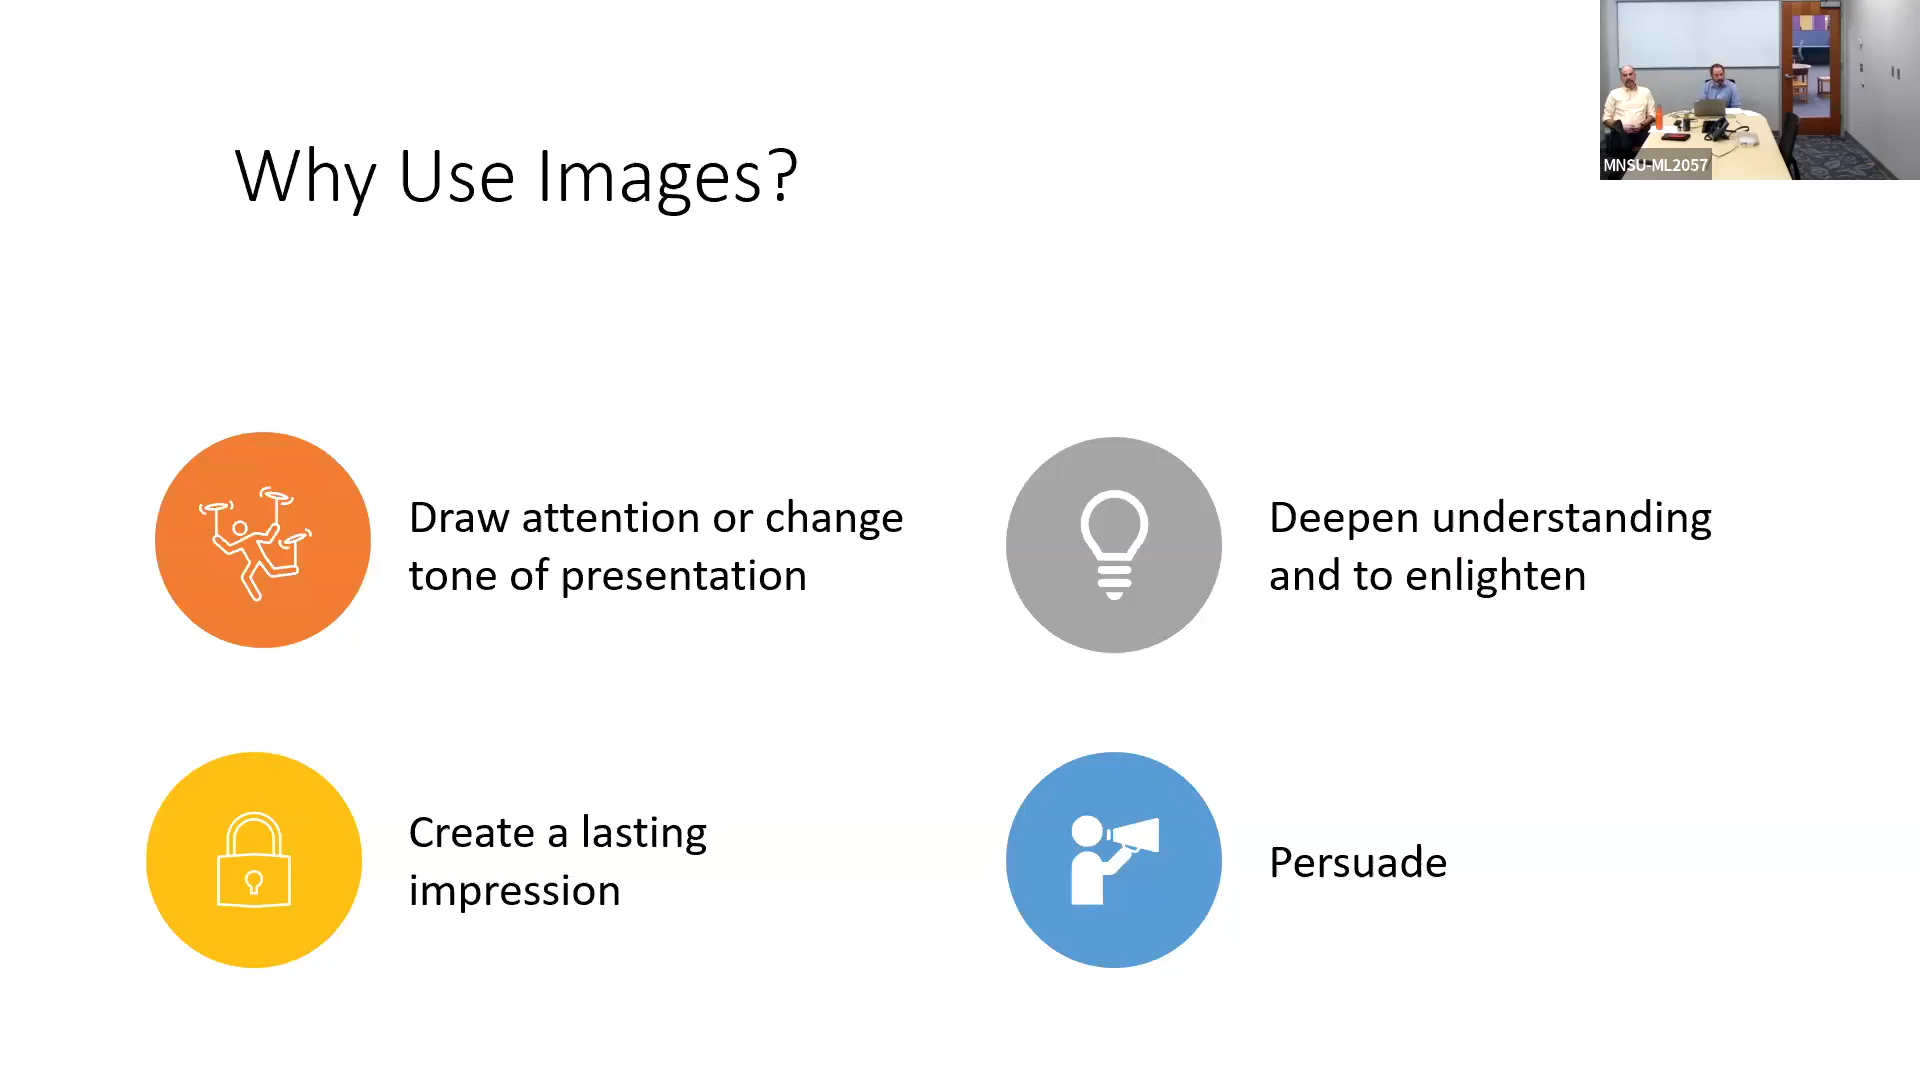 Why Use Images?
MNSU-ML2057
Draw attention or change
tone of presentation
Deepen understanding
and to enlighten
Create a lasting
impression
Persuade